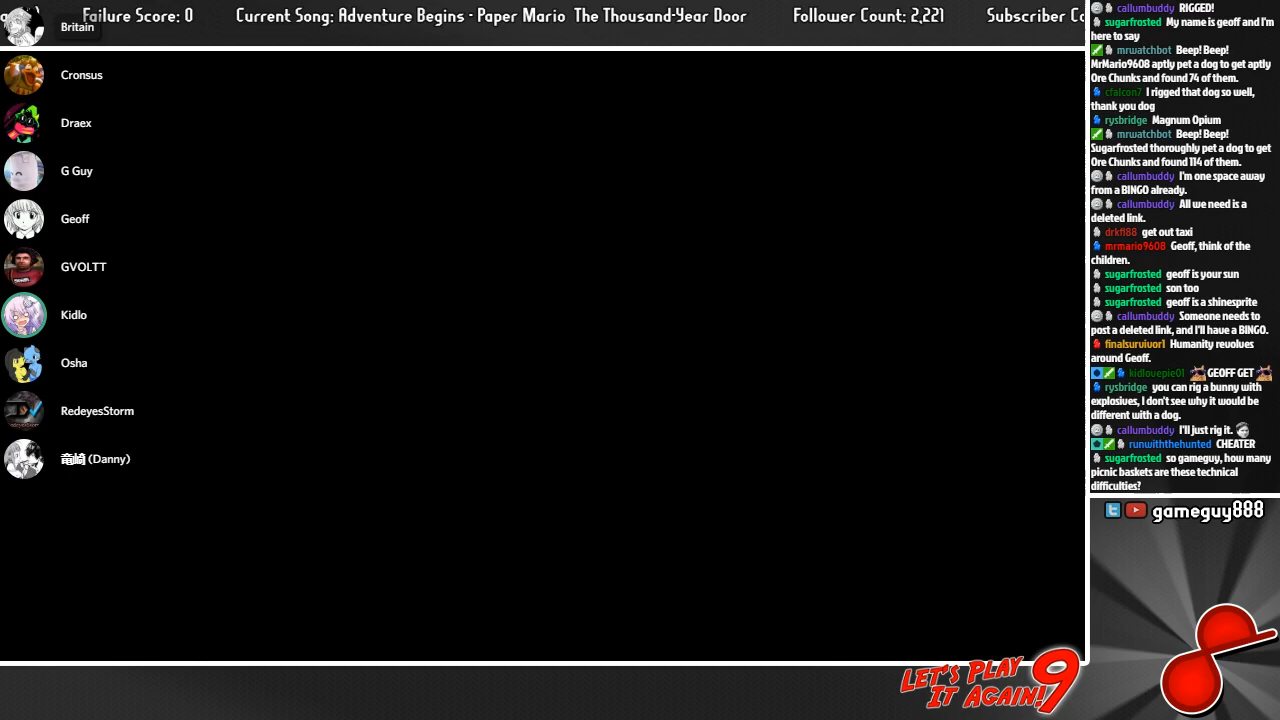 Failure Score: 0 Current Song: Adventure Begins - Paper Mario The Thousand-Year Door Follower Count: 2,221 Subscriber Co
Britain
Cronsus
Draex
G Guy
Geoff
GVOLTT
Kidlo
Osha
RedeyesStorm
竜崎 (Danny)
callumbuddy RIGGED!
sugarfrosted My name is geoff and I'm
here to say
mrwatchbot Beep! Beep!
MrMario9608 aptly pet a dog to get aptly
Ore Chunks and found 74 of them.
cfalcon7 I rigged that dog so well,
thank you dog
rysbridge Magnum Opium
mrwatchbot Beep! Beep!
Sugarfrosted thoroughly pet a dog to get
Ore Chunks and found 114 of them.
callumbuddy I'm one space away
from a BINGO already.
callumbuddy All we need is a
deleted link.
drkfl88 get out taxi
mrmario9608 Geoff, think of the
children.
sugarfrosted geoff is your sun
sugarfrosted son too
sugarfrosted geoff is a shinesprite
callumbuddy Someone needs to
post a deleted link, and I'll have a BINGO.
finalsurvivor1 Humanity revolves
around Geoff.
kidlovepie01 GEOFF GET
rysbridge you can rig a bunny with
explosives, I don't see why it would be
different with a dog.
callumbuddy I'll just rig it.
runwiththehunted CHEATER
sugarfrosted so gameguy, how many
picnic baskets are these technical
difficulties?
gameguy888
LET'S PLAY
IT AGAIN! 9